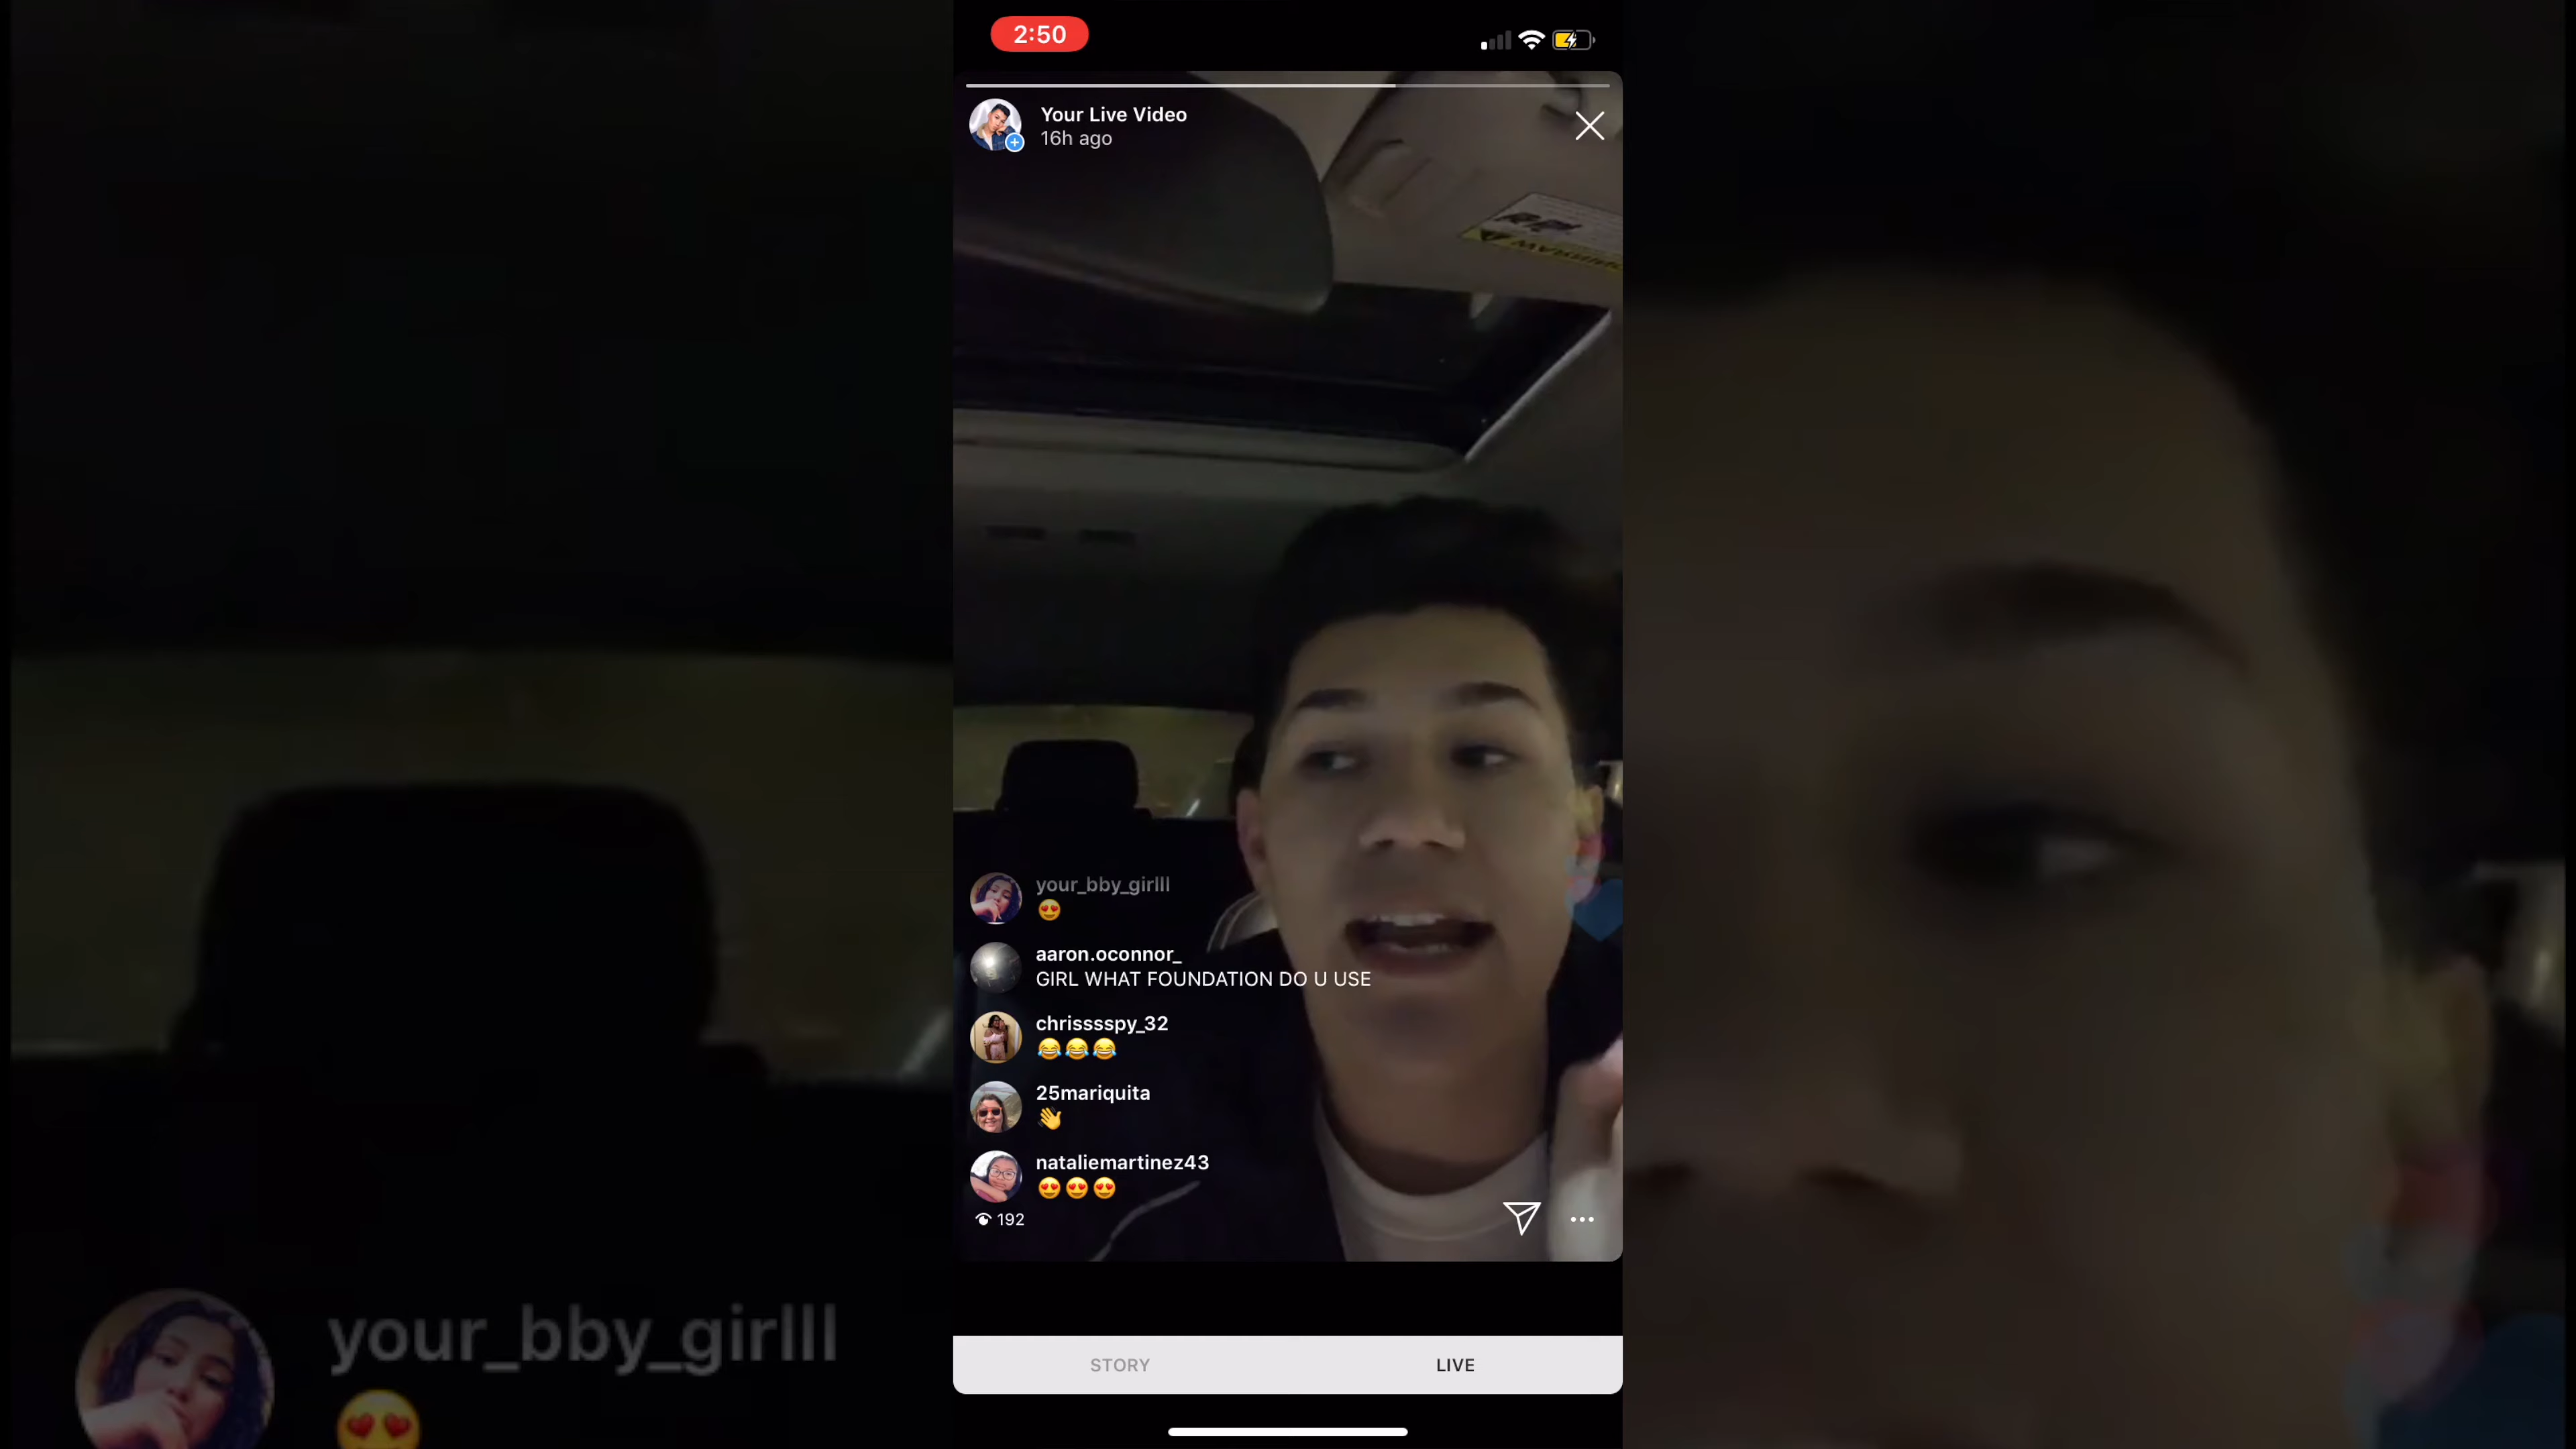 2:50
Your Live Video
16h ago
your_bby_girlll
aaron.oconnor_
GIRL WHAT FOUNDATION DO U USE
chrisssspy_32
25mariquita
nataliemartinez43
192
STORY
LIVE
your_bby_girlll